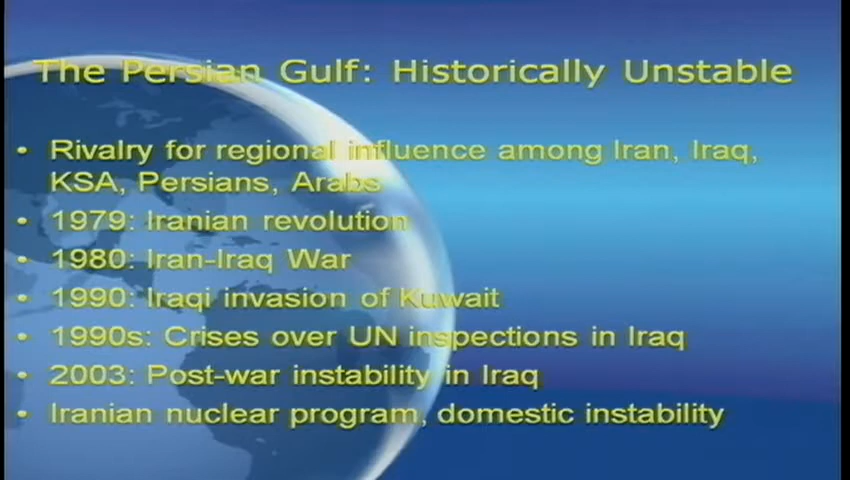 The Persian Gulf: Historically Unstable
• Rivalry for regional influence among Iran, Iraq,
KSA, Persians, Arabs
• 1979: Iranian revolution
• 1980: Iran-Iraq War
• 1990: Iraqi invasion of Kuwait
• 1990s: Crises over UN inspections in Iraq
• 2003: Post-war instability in Iraq
• Iranian nuclear program, domestic instability